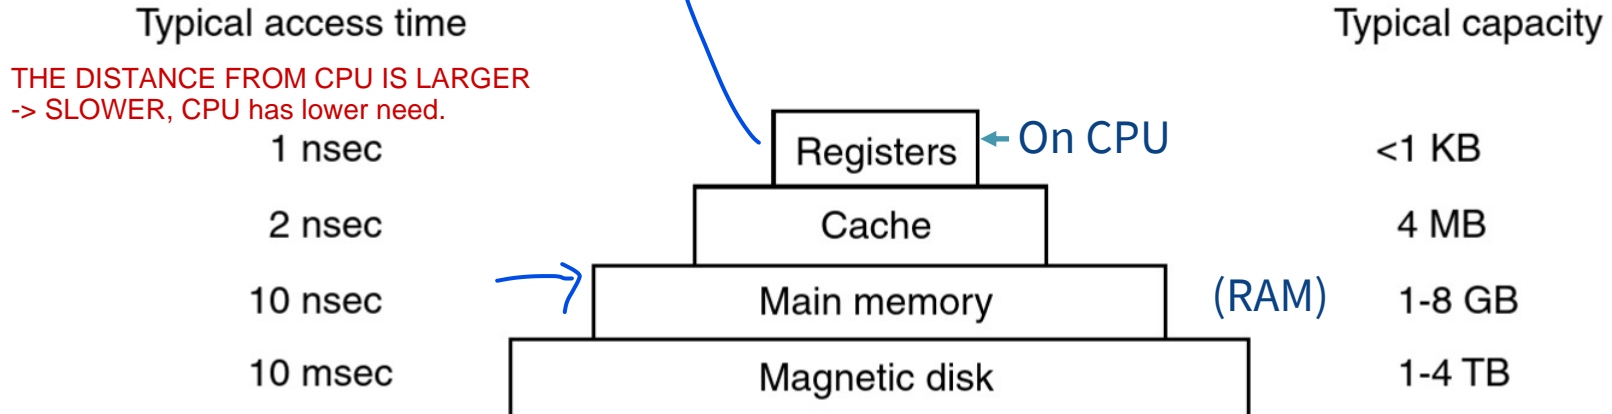 Typical access time
Typical capacity
THE DISTANCE FROM CPU IS LARGER
-> SLOWER, CPU has lower need.
1 nsec
Registers
On CPU
<1 KB
2 nsec
Cache
4 MB
10 nsec
Main memory
(RAM)
1-8 GB
10 msec
Magnetic disk
1-4 TB